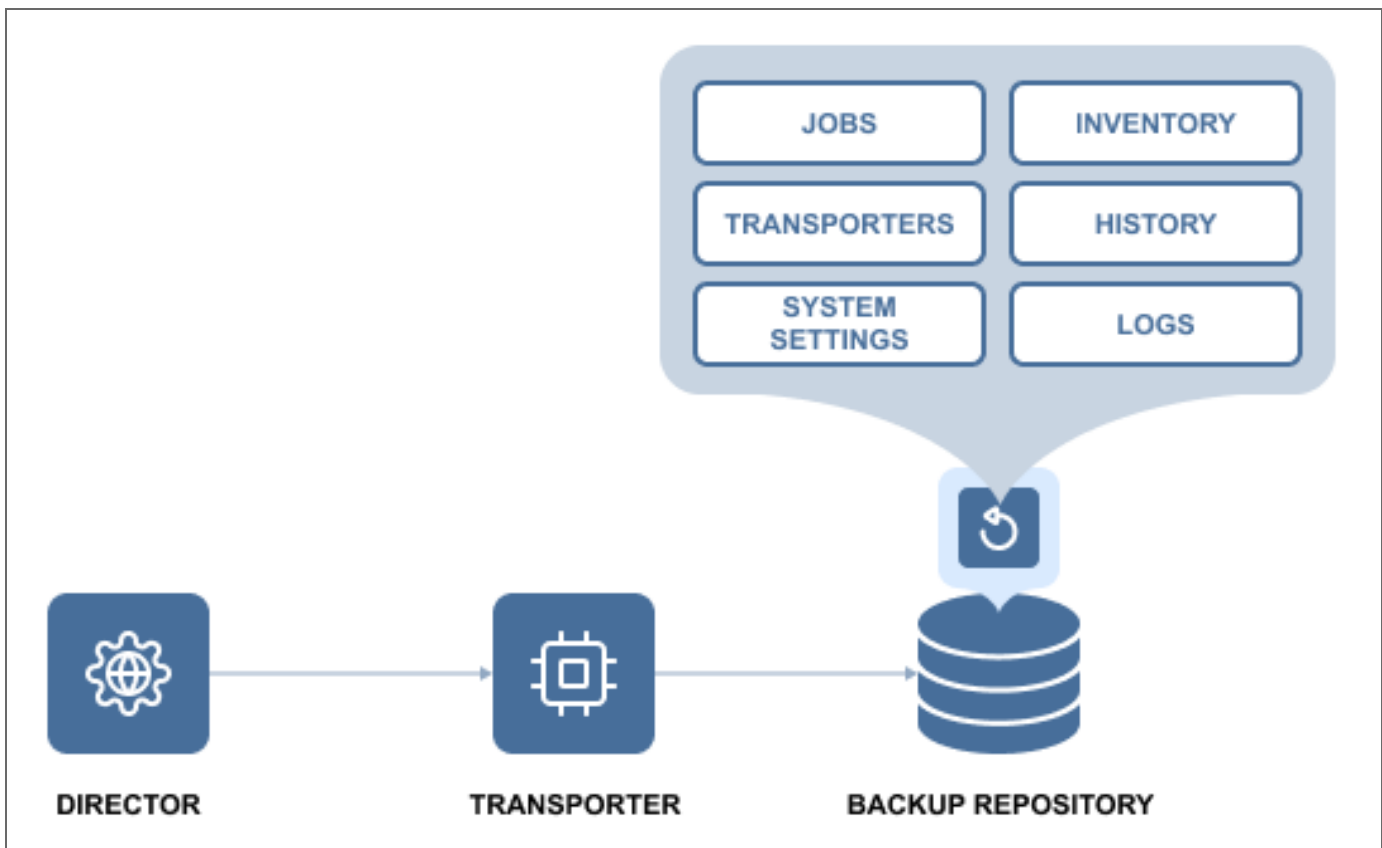 JOBS
INVENTORY
TRANSPORTERS
HISTORY
SYSTEM
SETTINGS
LOGS
DIRECTOR
TRANSPORTER
BACKUP REPOSITORY